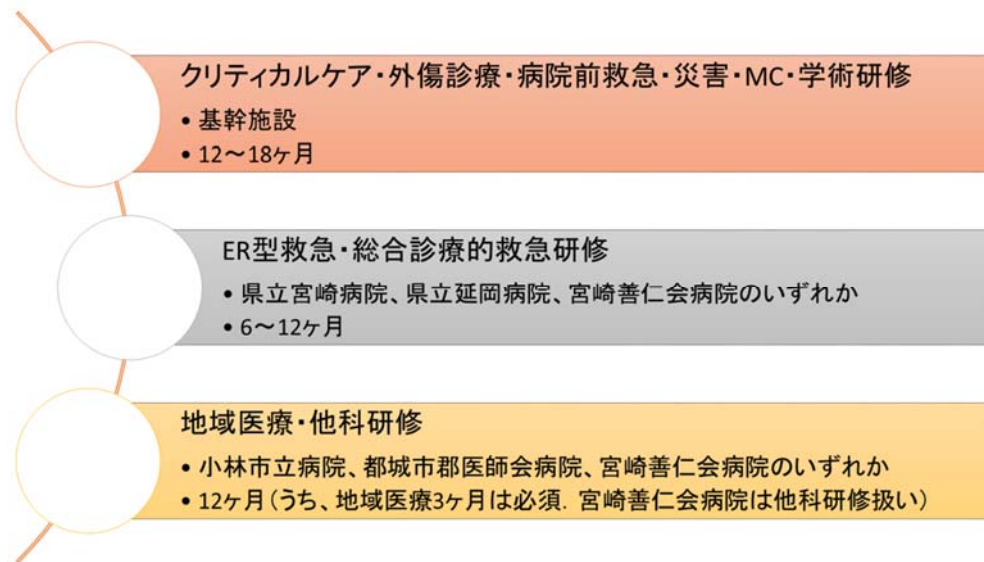 クリティカルケア・外傷診療・病院前救急・災害・MC・学術研修
• 基幹施設
• 12～18ヶ月
ER型救急・総合診療的救急研修
• 県立宮崎病院、県立延岡病院、宮崎善仁会病院のいずれか
• 6～12ヶ月
地域医療・他科研修
• 小林市立病院、都城市郡医師会病院、宮崎善仁会病院のいずれか
• 12ヶ月(うち、地域医療3ヶ月は必須. 宮崎善仁会病院は他科研修扱い)